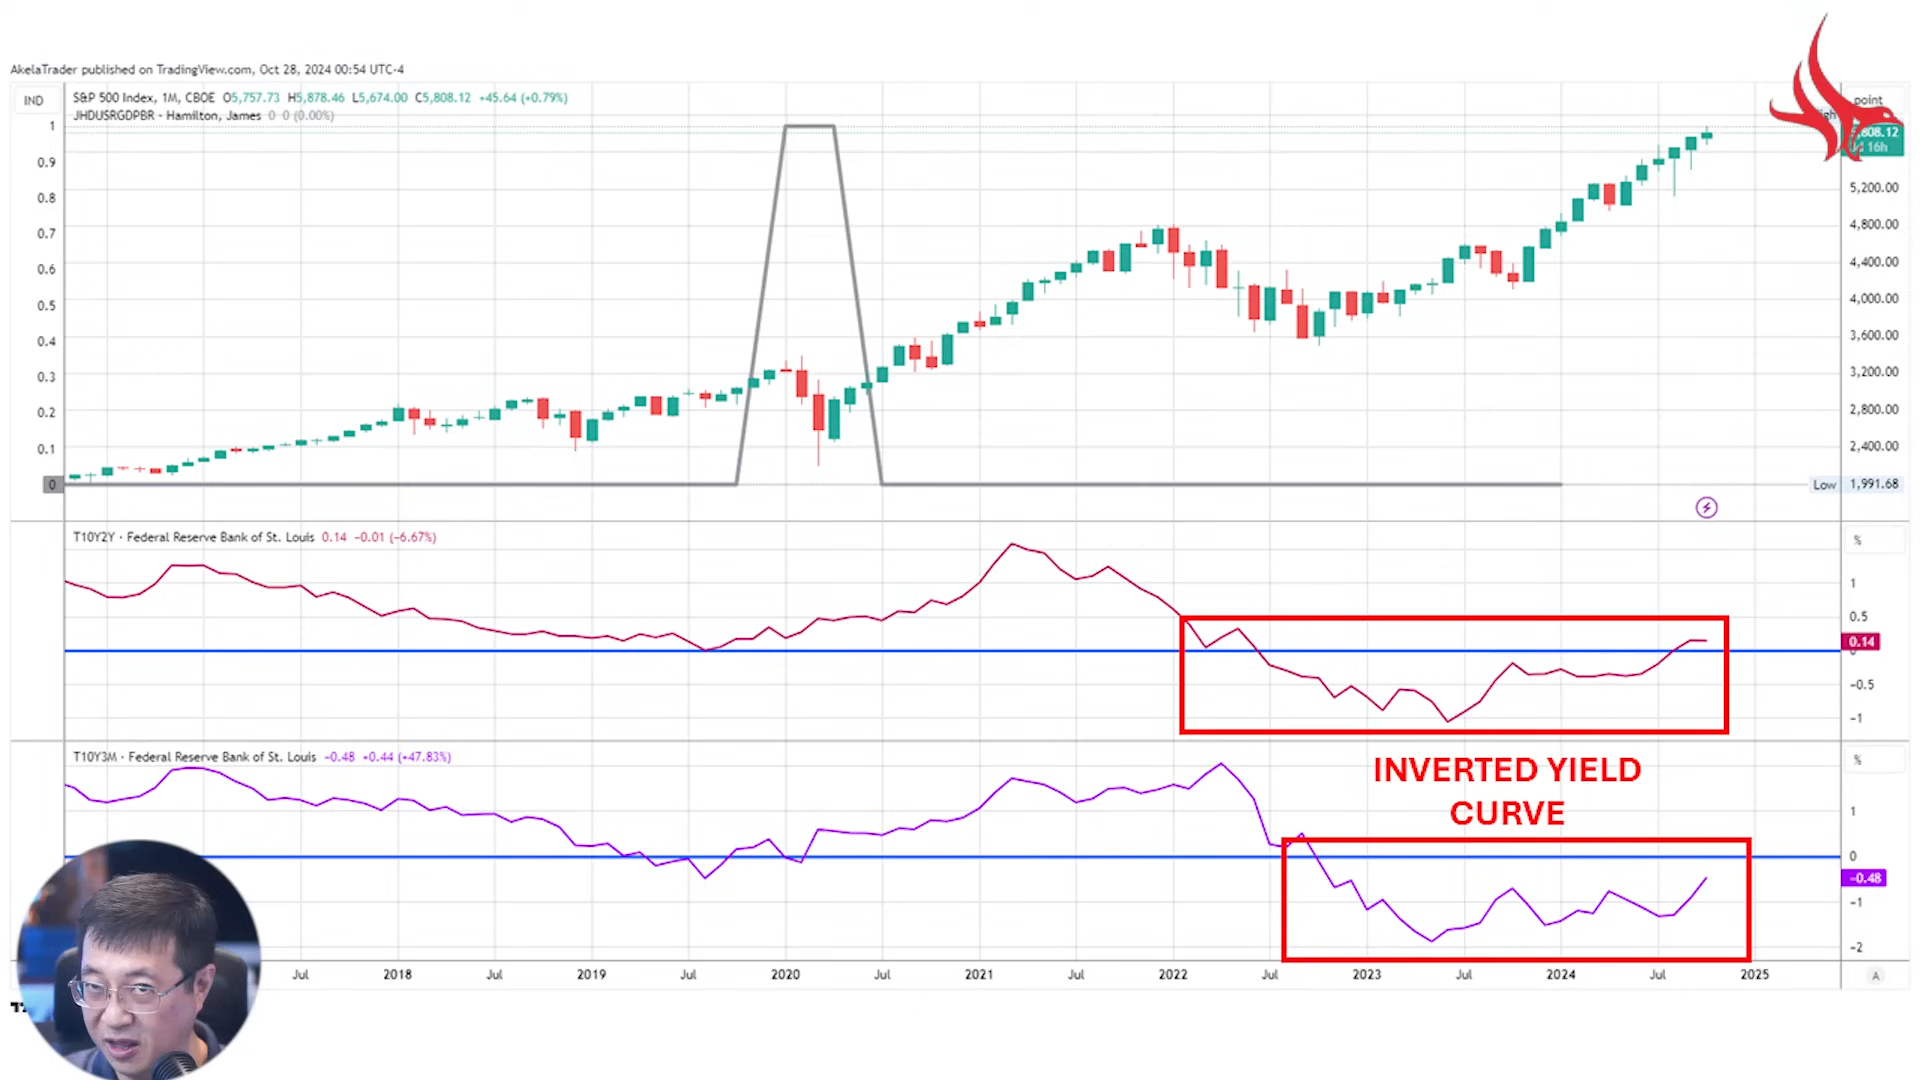 AkelaTrader published on TradingView.com, Oct 28, 2024 00:54 UTC-4
IND
S&P 500 Index, 1M, CBOE O5,757.73 H5,878.46 L5,674.00 C5,808.12 +45.64 (+0.79%)
JHDUSRGDPBR · Hamilton, James 0 0 (0.00%)
point
1
0.9
0.8
0.7
0.6
0.5
0.4
0.3
0.2
0.1
0
808.12
16h
5,200.00
4,800.00
4,400.00
4,000.00
3,600.00
3,200.00
2,800.00
2,400.00
Low 1,991.68
T10Y2Y · Federal Reserve Bank of St. Louis 0.14 −0.01 (−6.67%)
%
1
0.5
0.14
0
−0.5
−1
T10Y3M · Federal Reserve Bank of St. Louis −0.48 +0.44 (+47.83%)
%
INVERTED YIELD
CURVE
1
0
−0.48
−1
−2
Jul 2018 Jul 2019 Jul 2020 Jul 2021 Jul 2022 Jul 2023 Jul 2024 Jul 2025
A